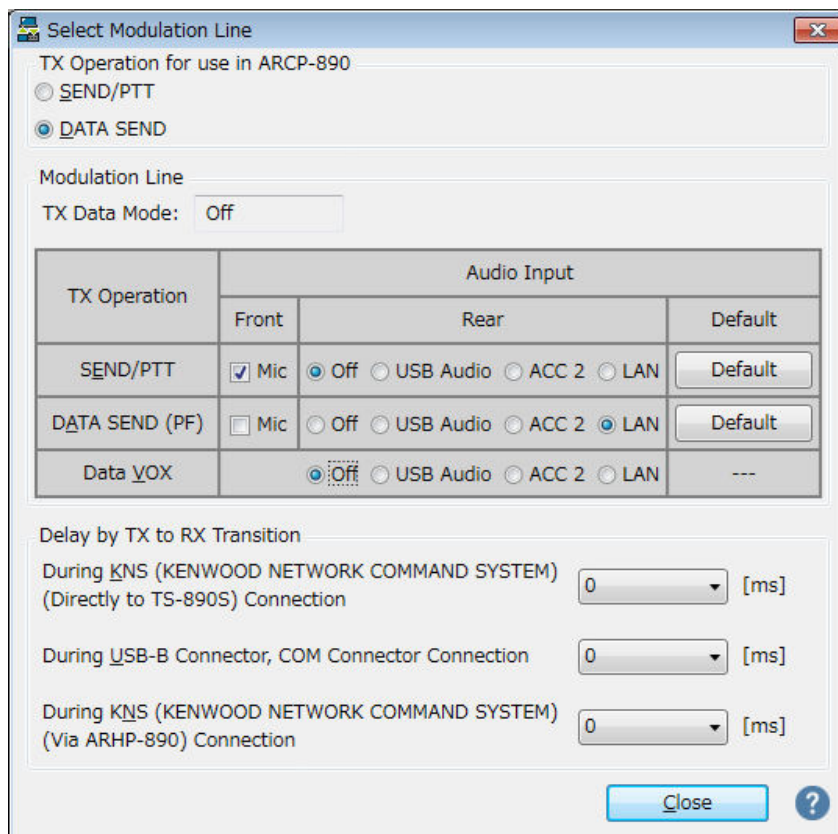 Select Modulation Line
TX Operation for use in ARCP-890
SEND/PTT
DATA SEND
Modulation Line
TX Data Mode: Off
TX Operation
Audio Input
Front Rear Default
SEND/PTT Mic Off USB Audio ACC 2 LAN Default
DATA SEND (PF) Mic Off USB Audio ACC 2 LAN Default
Data VOX Off USB Audio ACC 2 LAN ---
Delay by TX to RX Transition
During KNS (KENWOOD NETWORK COMMAND SYSTEM)
(Directly to TS-890S) Connection
0 [ms]
During USB-B Connector, COM Connector Connection 0 [ms]
During KNS (KENWOOD NETWORK COMMAND SYSTEM)
(Via ARHP-890) Connection
0 [ms]
Close ?